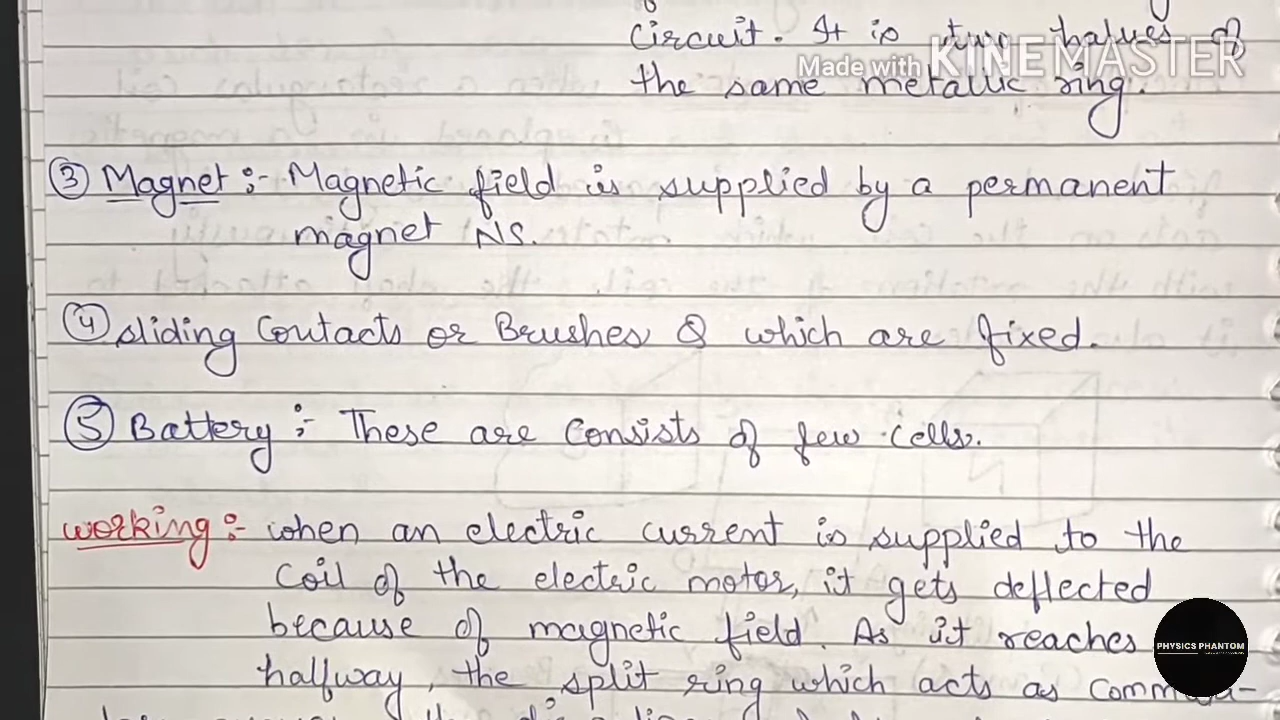 circuit. It is two halves of
Made with KINEMASTER
the same metallic ring.
③ Magnet :- Magnetic field is supplied by a permanent
magnet NS.
④ Sliding Contacts or Brushes Q which are fixed.
⑤ Battery :- These are consists of few cells.
working :- when an electric current is supplied to the
coil of the electric motor, it gets deflected
because of magnetic field. As it reaches
PHYSICS PHANTOM
halfway, the split ring which acts as commuta-